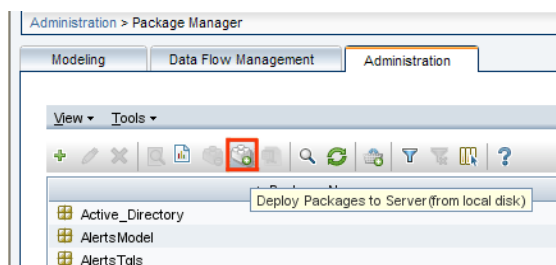 Administration > Package Manager
Modeling
Data Flow Management
Administration
View
Tools
?
Deploy Packages to Server(from local disk)
Active_Directory
AlertsModel
AlertsTqls